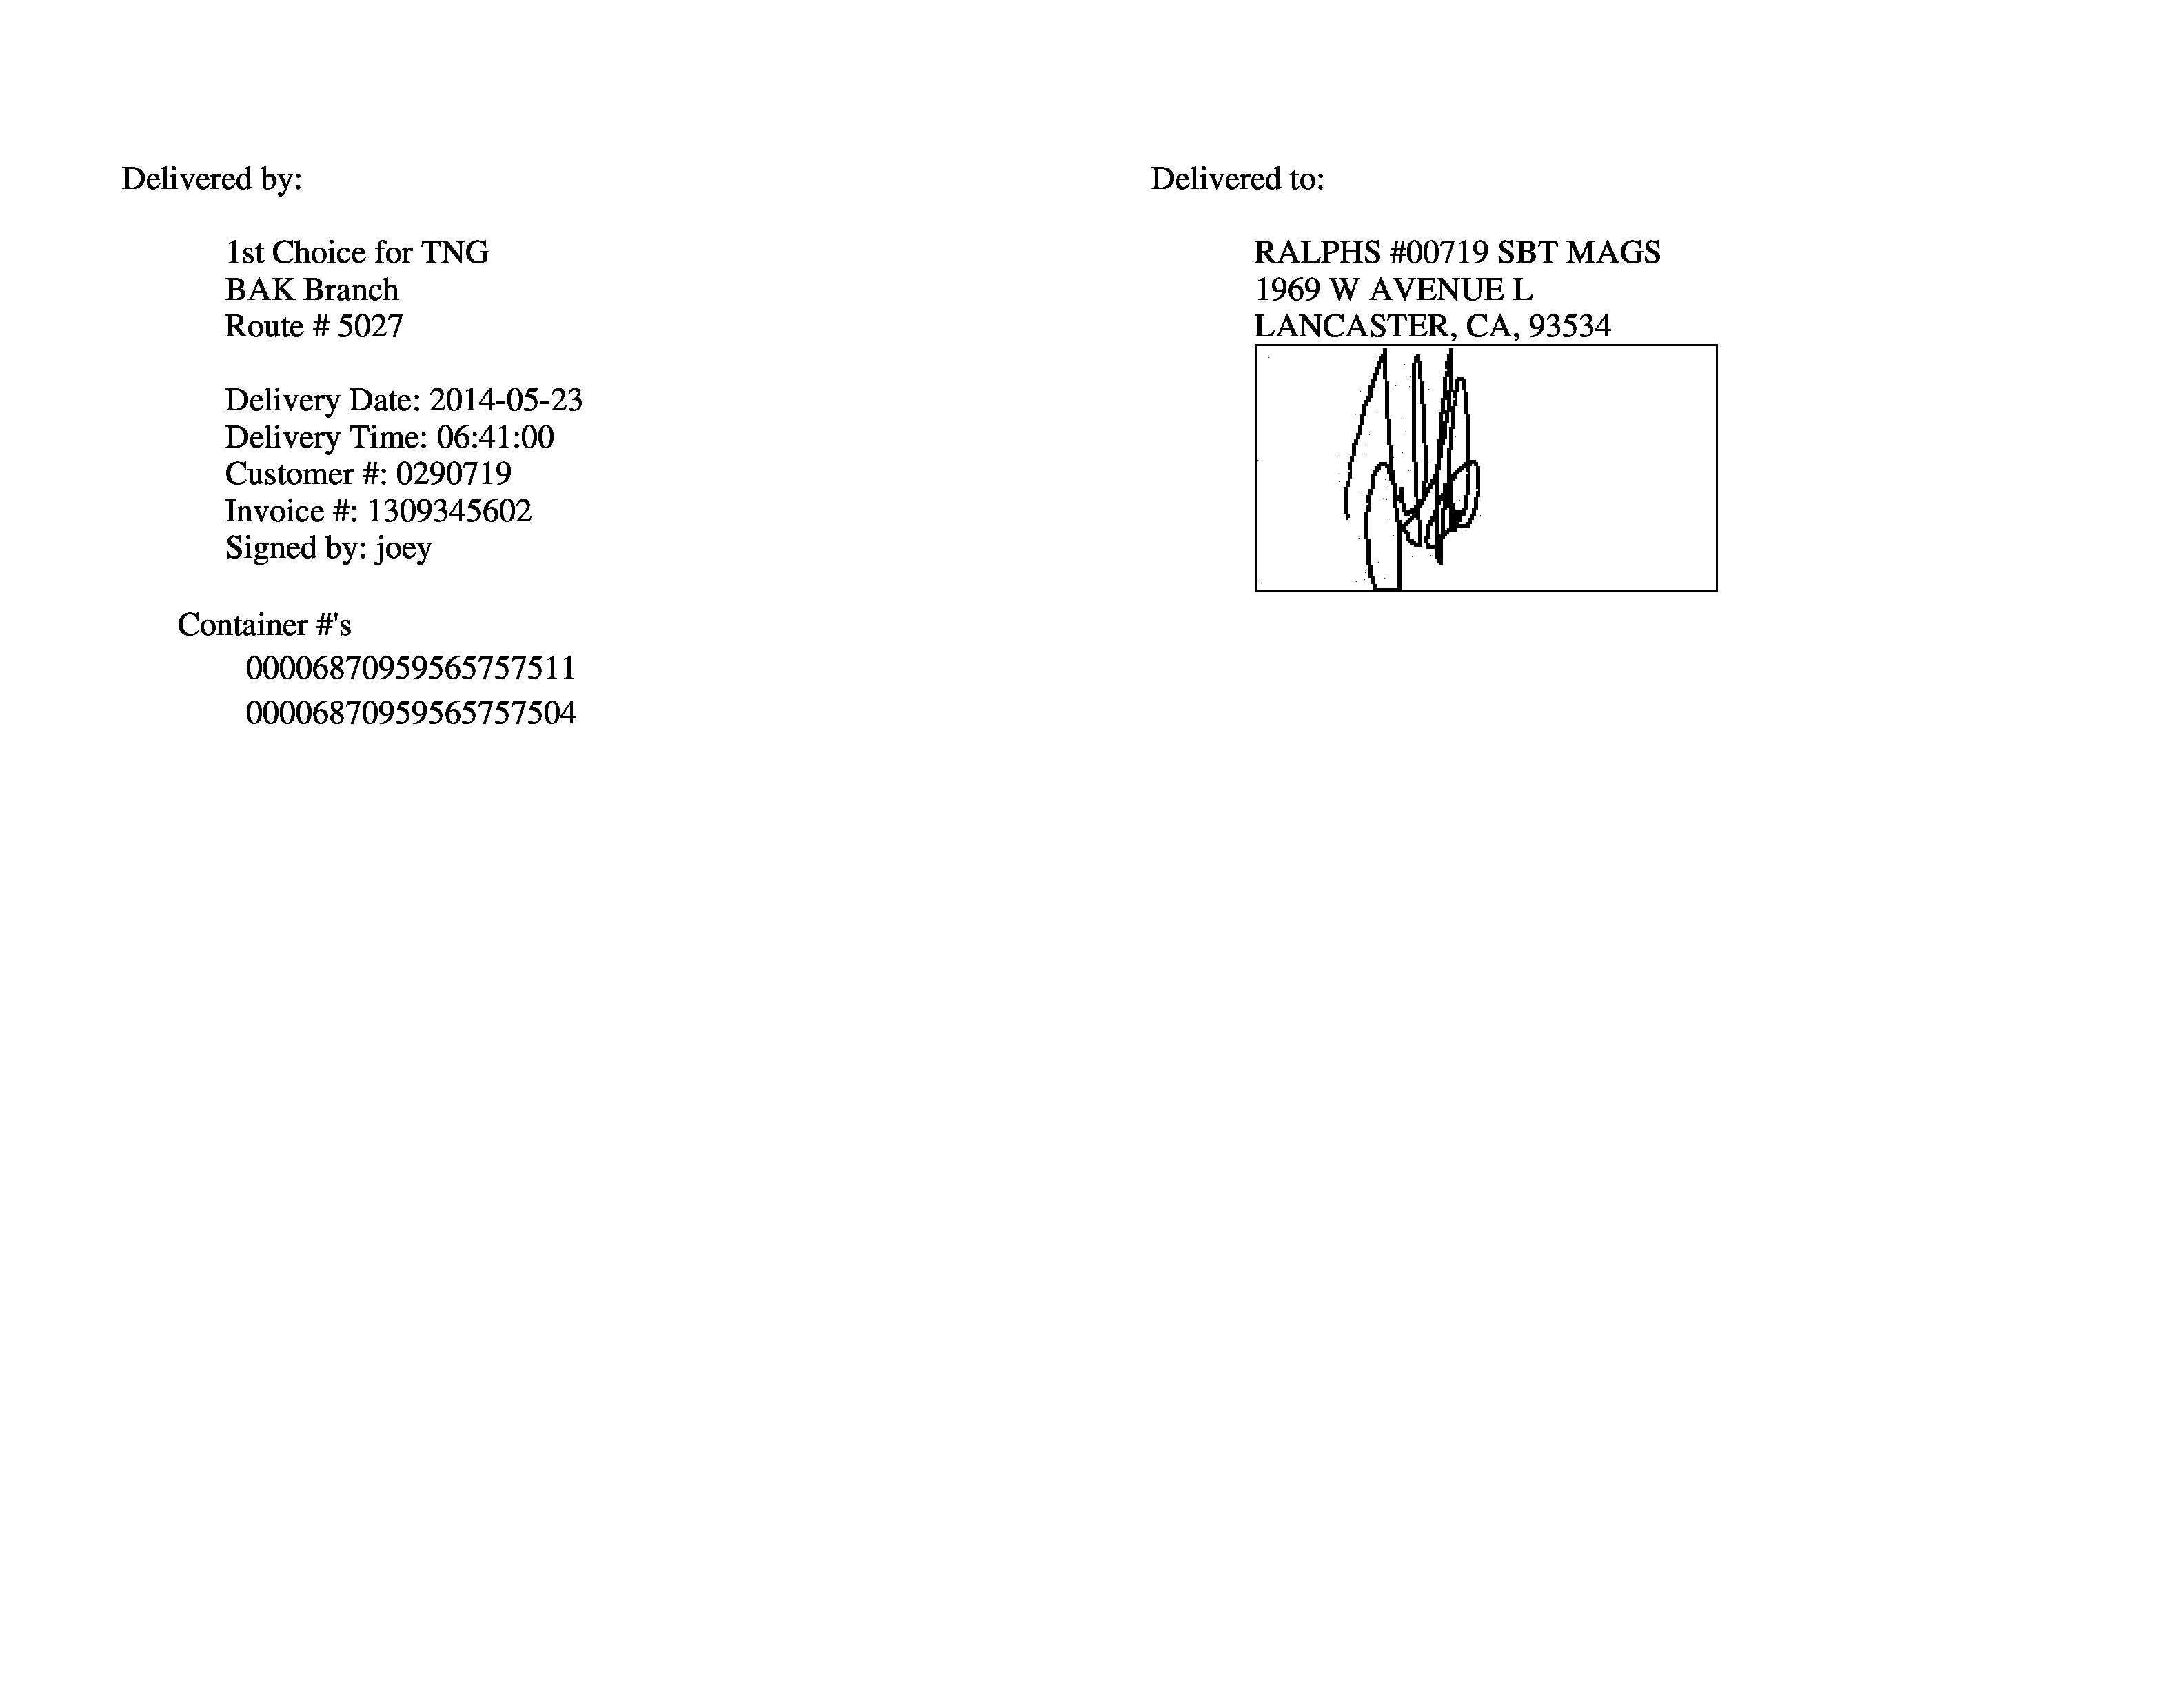 Delivered by:
1st Choice for TNG
BAK Branch
Route # 5027
Delivery Date: 2014-05-23
Delivery Time: 06:41:00
Customer #: 0290719
Invoice #: 1309345602
Signed by: joey
Container #'s
00006870959565757511
00006870959565757504
Delivered to:
RALPHS #00719 SBT MAGS
1969 W AVENUE L
LANCASTER, CA, 93534